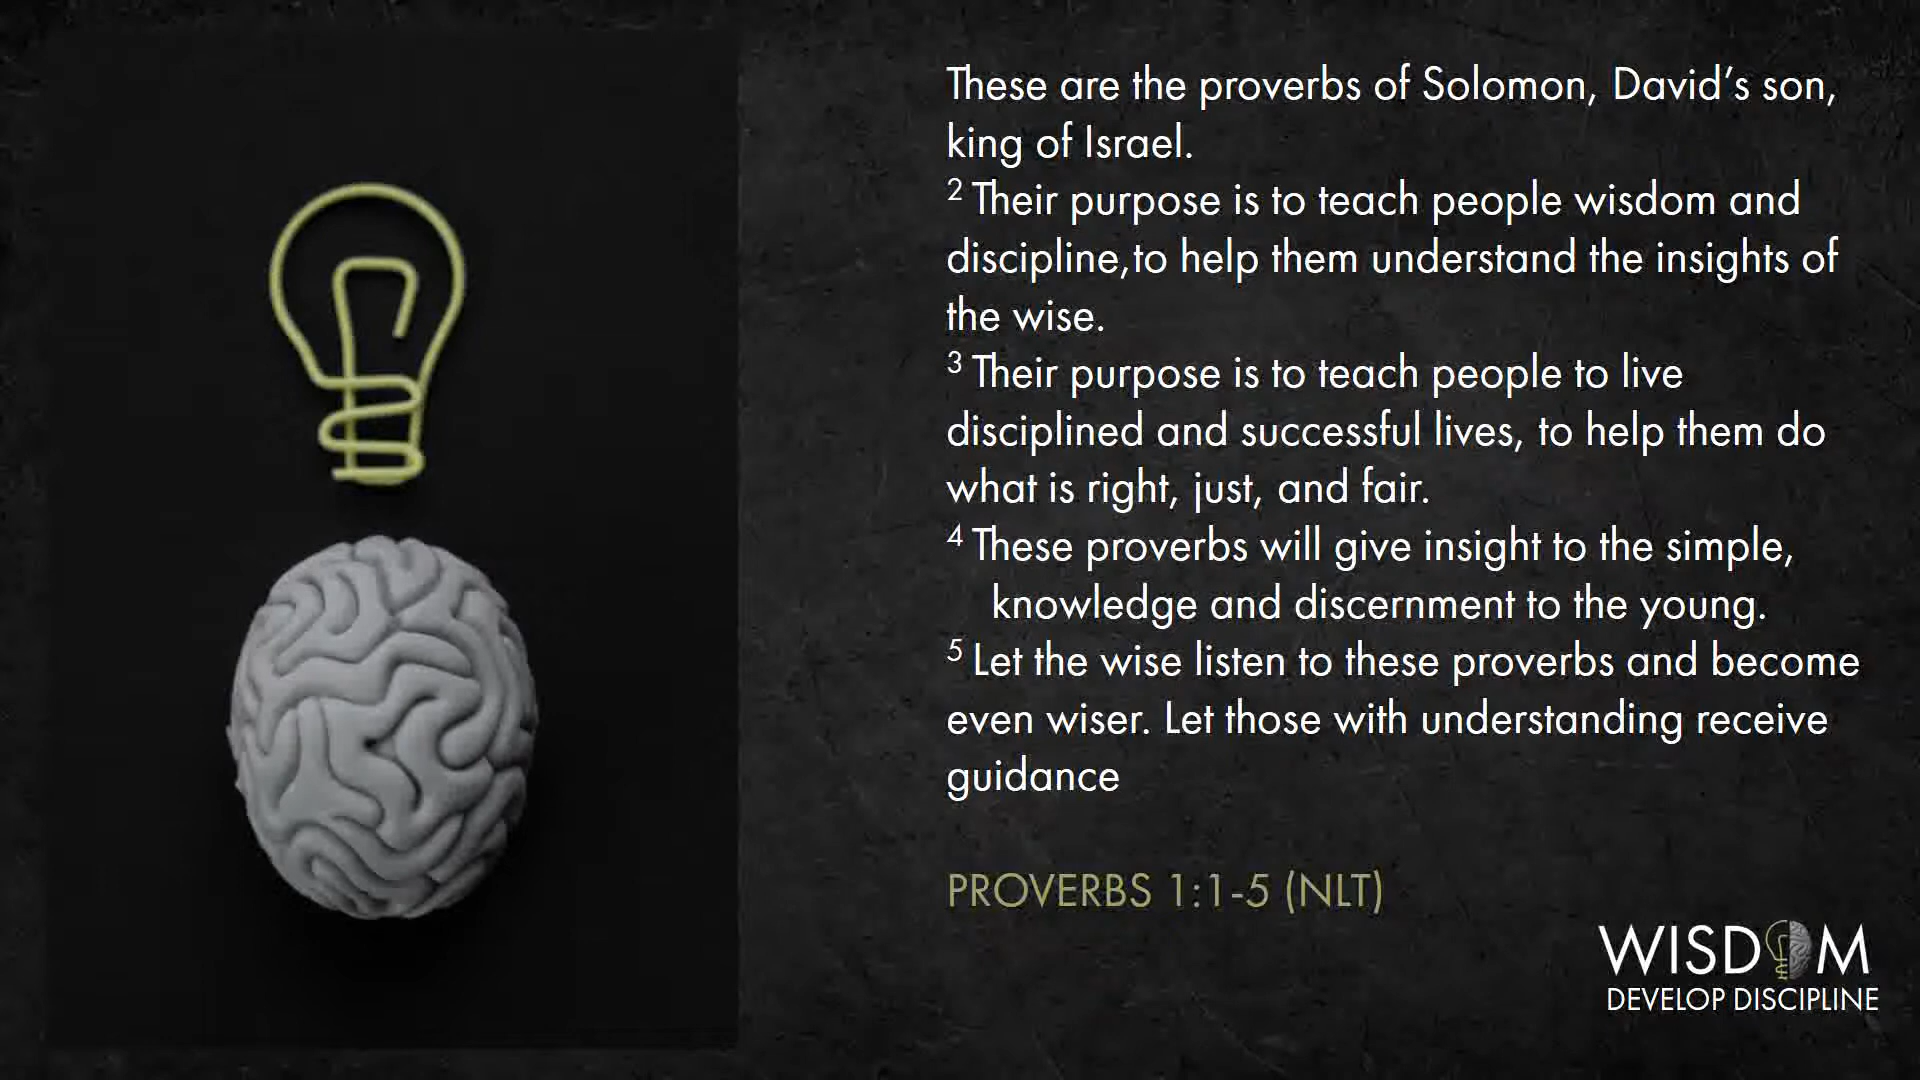 These are the proverbs of Solomon, David’s son,
king of Israel.
2 Their purpose is to teach people wisdom and
discipline,to help them understand the insights of
the wise.
3 Their purpose is to teach people to live
disciplined and successful lives, to help them do
what is right, just, and fair.
4 These proverbs will give insight to the simple,
knowledge and discernment to the young.
5 Let the wise listen to these proverbs and become
even wiser. Let those with understanding receive
guidance
PROVERBS 1:1-5 (NLT)
WISDOM
DEVELOP DISCIPLINE